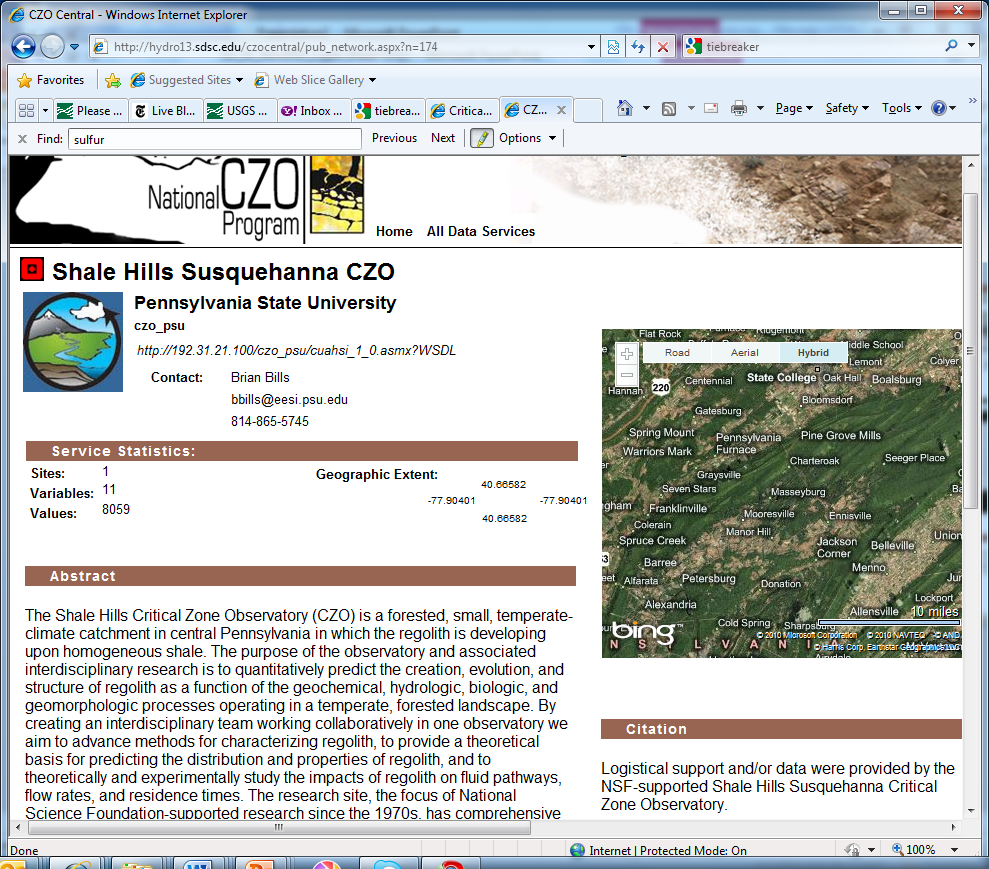 CZO Central - Windows Internet Explorer
http://hydro13.sdsc.edu/czocentral/pub_network.aspx?n=174
tiebreaker
Favorites
Suggested Sites
Web Slice Gallery
Please ...
Live Bl...
USGS ...
Inbox ...
tiebrea...
Critica...
CZ...
Page
Safety
Tools
Find: sulfur
Previous
Next
Options
National CZO
Program
Home
All Data Services
Shale Hills Susquehanna CZO
Pennsylvania State University
czo_psu
http://192.31.21.100/czo_psu/cuahsi_1_0.asmx?WSDL
Contact: Brian Bills
bbills@eesi.psu.edu
814-865-5745
Service Statistics:
Sites: 1
Variables: 11
Values: 8059
Geographic Extent:
40.66582
-77.90401 -77.90401
40.66582
Abstract
The Shale Hills Critical Zone Observatory (CZO) is a forested, small, temperate-
climate catchment in central Pennsylvania in which the regolith is developing
upon homogeneous shale. The purpose of the observatory and associated
interdisciplinary research is to quantitatively predict the creation, evolution, and
structure of regolith as a function of the geochemical, hydrologic, biologic, and
geomorphologic processes operating in a temperate, forested landscape. By
creating an interdisciplinary team working collaboratively in one observatory we
aim to advance methods for characterizing regolith, to provide a theoretical
basis for predicting the distribution and properties of regolith, and to
theoretically and experimentally study the impacts of regolith on fluid pathways,
flow rates, and residence times. The research site, the focus of National
Science Foundation-supported research since the 1970s, has comprehensive
Flat Rock
Road
Aerial
Hybrid
Lemont
Colyer
Hannah
220
Centennial
State College
Oak Hall
Boalsburg
Bloomsdorf
Gatesburg
Spring Mount
Pennsylvania
Furnace
Pine Grove Mills
Warriors Mark
Charteroak
Seeger Place
Graysville
Seven Stars
Masseyburg
Franklinville
Mooresville
Ennisville
Colerain
Manor Hill
Spruce Creek
Jackson
Corner
Belleville
Union
Barree
Menno
Alfarata
Petersburg
Donation
Alexandria
Lockport
Allensville
10 miles
Cold Spring
bing™
© 2010 Microsoft Corporation © 2010 NAVTEQ © AND
© Harris Corp, Earthstar Geographics LLC
Citation
Logistical support and/or data were provided by the
NSF-supported Shale Hills Susquehanna Critical
Zone Observatory.
Done
Internet | Protected Mode: On
100%